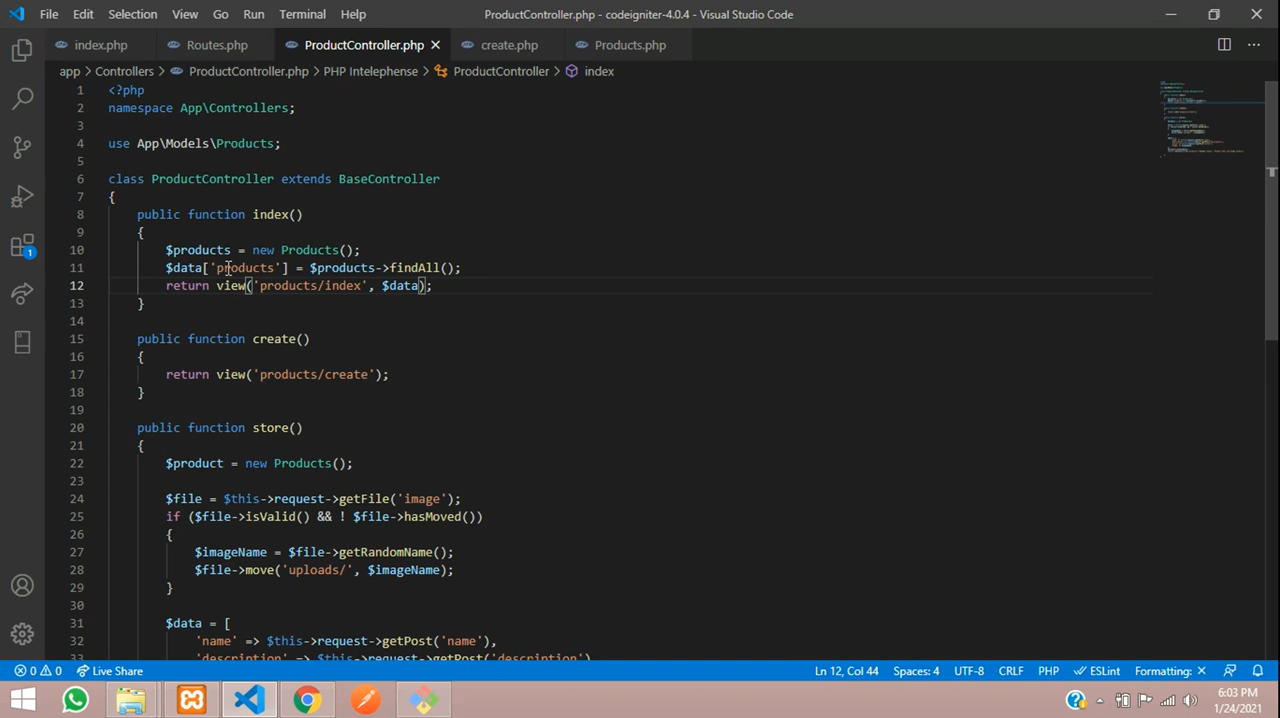 File Edit Selection View Go Run Terminal Help ProductController.php - codeigniter-4.0.4 - Visual Studio Code
index.php Routes.php ProductController.php create.php Products.php
app > Controllers > ProductController.php > PHP Intelephense > ProductController > index
1 <?php
2 namespace App\Controllers;
3
4 use App\Models\Products;
5
6 class ProductController extends BaseController
7 {
8 public function index()
9 {
10 $products = new Products();
11 $data['products'] = $products->findAll();
12 return view('products/index', $data);
13 }
14
15 public function create()
16 {
17 return view('products/create');
18 }
19
20 public function store()
21 {
22 $product = new Products();
23
24 $file = $this->request->getFile('image');
25 if ($file->isValid() && ! $file->hasMoved())
26 {
27 $imageName = $file->getRandomName();
28 $file->move('uploads/', $imageName);
29 }
30
31 $data = [
32 'name' => $this->request->getPost('name'),
33 'description' => $this->request->getPost('description')
1
0 0 Live Share Ln 12, Col 44 Spaces: 4 UTF-8 CRLF PHP ESLint Formatting: ×
6:03 PM
1/24/2021